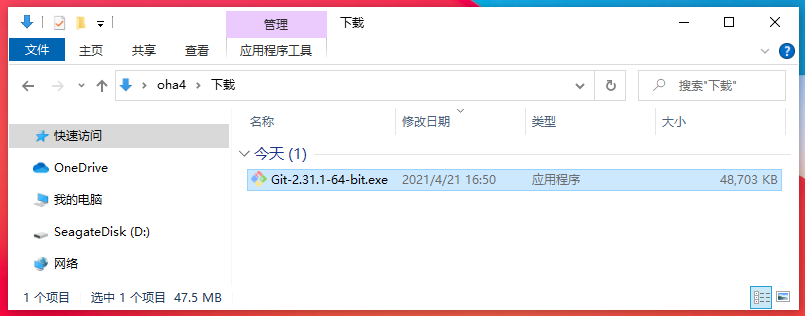 管理 下载
文件 主页 共享 查看 应用程序工具
oha4 下载 搜索"下载"
名称 修改日期 类型 大小
快速访问 今天 (1)
OneDrive Git-2.31.1-64-bit.exe 2021/4/21 16:50 应用程序 48,703 KB
我的电脑
SeagateDisk (D:)
网络
1 个项目 选中 1 个项目 47.5 MB